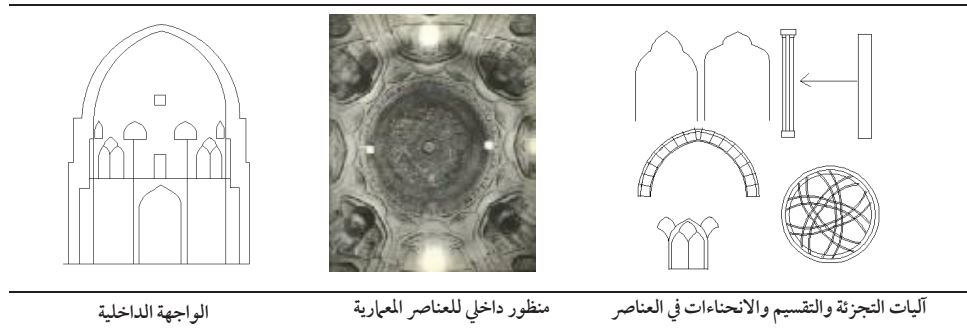 آليات التجزئة والتقسيم والانحناءات في العناصر
منظور داخلي للعناصر المعمارية
الواجهة الداخلية